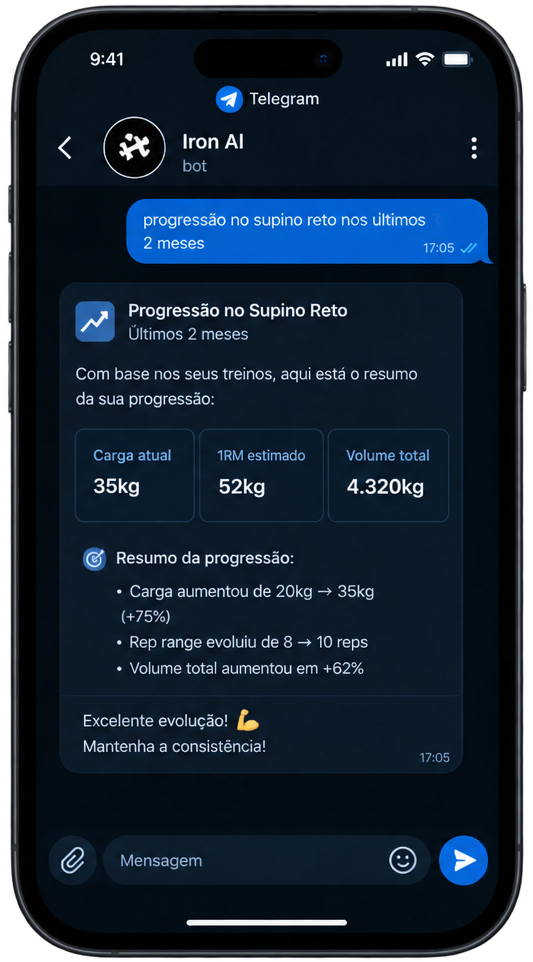 9:41
Telegram
Iron AI
bot
progressão no supino reto nos últimos
2 meses
17:05
Progressão no Supino Reto
Últimos 2 meses
Com base nos seus treinos, aqui está o resumo
da sua progressão:
Carga atual
35kg
1RM estimado
52kg
Volume total
4.320kg
Resumo da progressão:
• Carga aumentou de 20kg → 35kg
(+75%)
• Rep range evoluiu de 8 → 10 reps
• Volume total aumentou em +62%
Excelente evolução! 💪
Mantenha a consistência!
17:05
Mensagem